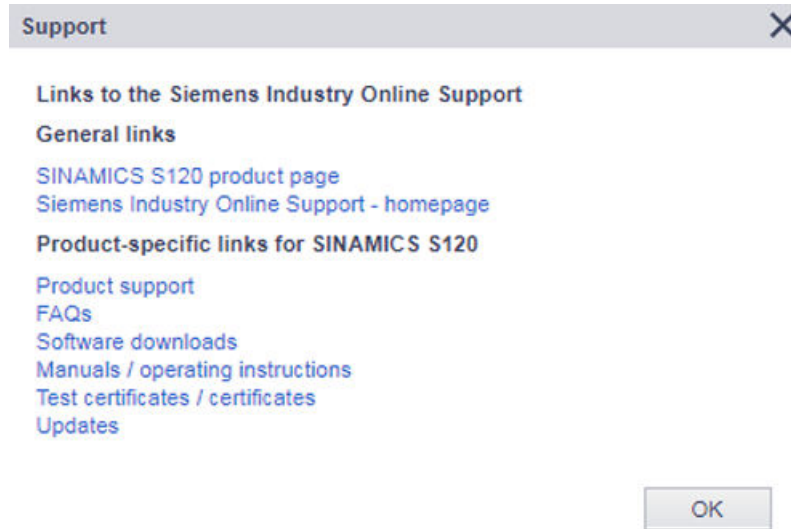 Support
Links to the Siemens Industry Online Support
General links
SINAMICS S120 product page
Siemens Industry Online Support - homepage
Product-specific links for SINAMICS S120
Product support
FAQs
Software downloads
Manuals / operating instructions
Test certificates / certificates
Updates
OK